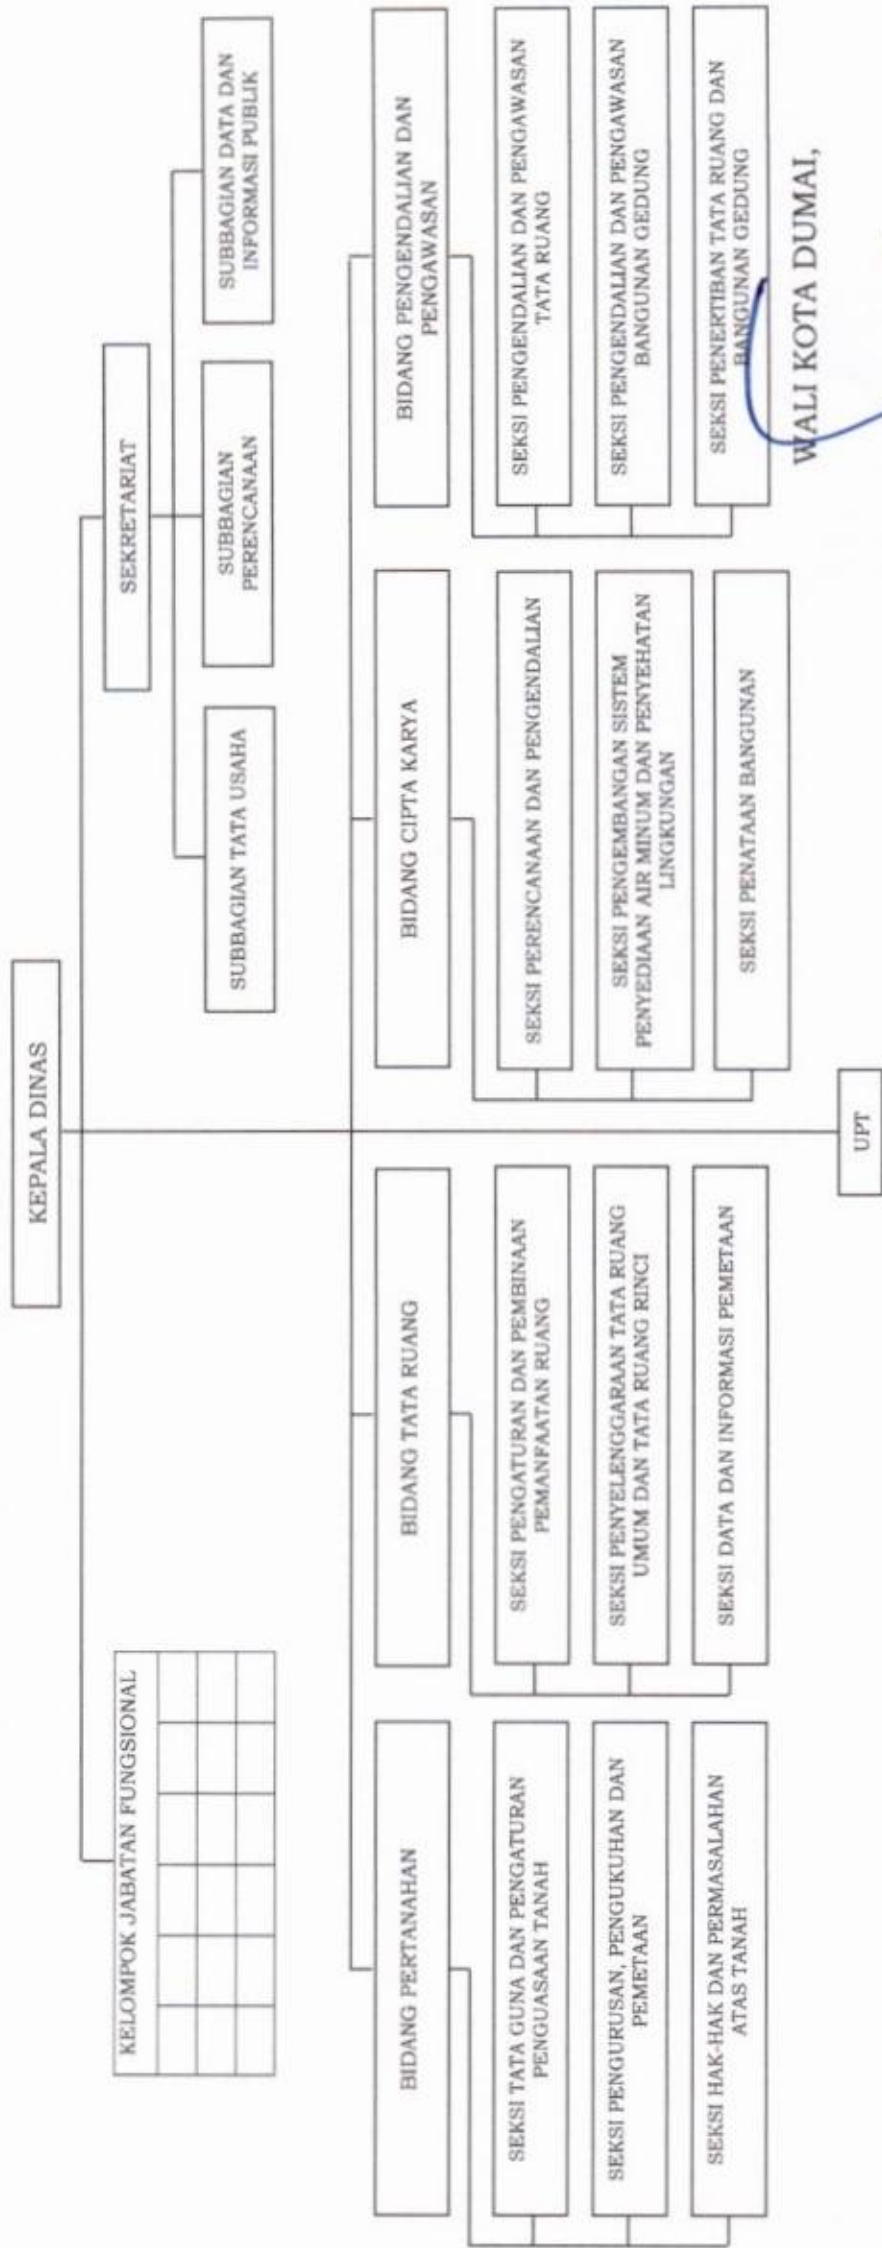 KEPALA DINAS
KELOMPOK JABATAN FUNGSIONAL
SEKRETARIAT
SUBBAGIAN TATA USAHA
SUBBAGIAN
PERENCANAAN
SUBBAGIAN DATA DAN
INFORMASI PUBLIK
BIDANG PERTANAHAN
SEKSI TATA GUNA DAN PENGATURAN
PENGUASAAN TANAH
SEKSI PENGURUSAN, PENGUKUHAN DAN
PEMETAAN
SEKSI HAK-HAK DAN PERMASALAHAN
ATAS TANAH
BIDANG TATA RUANG
SEKSI PENGATURAN DAN PEMBINAAN
PEMANFAATAN RUANG
SEKSI PENYELENGGARAAN TATA RUANG
UMUM DAN TATA RUANG RINCI
SEKSI DATA DAN INFORMASI PEMETAAN
BIDANG CIPTA KARYA
SEKSI PERENCANAAN DAN PENGENDALIAN
SEKSI PENGEMBANGAN SISTEM
PENYEDIAAN AIR MINUM DAN PENYEHATAN
LINGKUNGAN
SEKSI PENATAAN BANGUNAN
BIDANG PENGENDALIAN DAN
PENGAWASAN
SEKSI PENGENDALIAN DAN PENGAWASAN
TATA RUANG
SEKSI PENGENDALIAN DAN PENGAWASAN
BANGUNAN GEDUNG
SEKSI PENERTIBAN TATA RUANG DAN
BANGUNAN GEDUNG
UPT
WALI KOTA DUMAI,